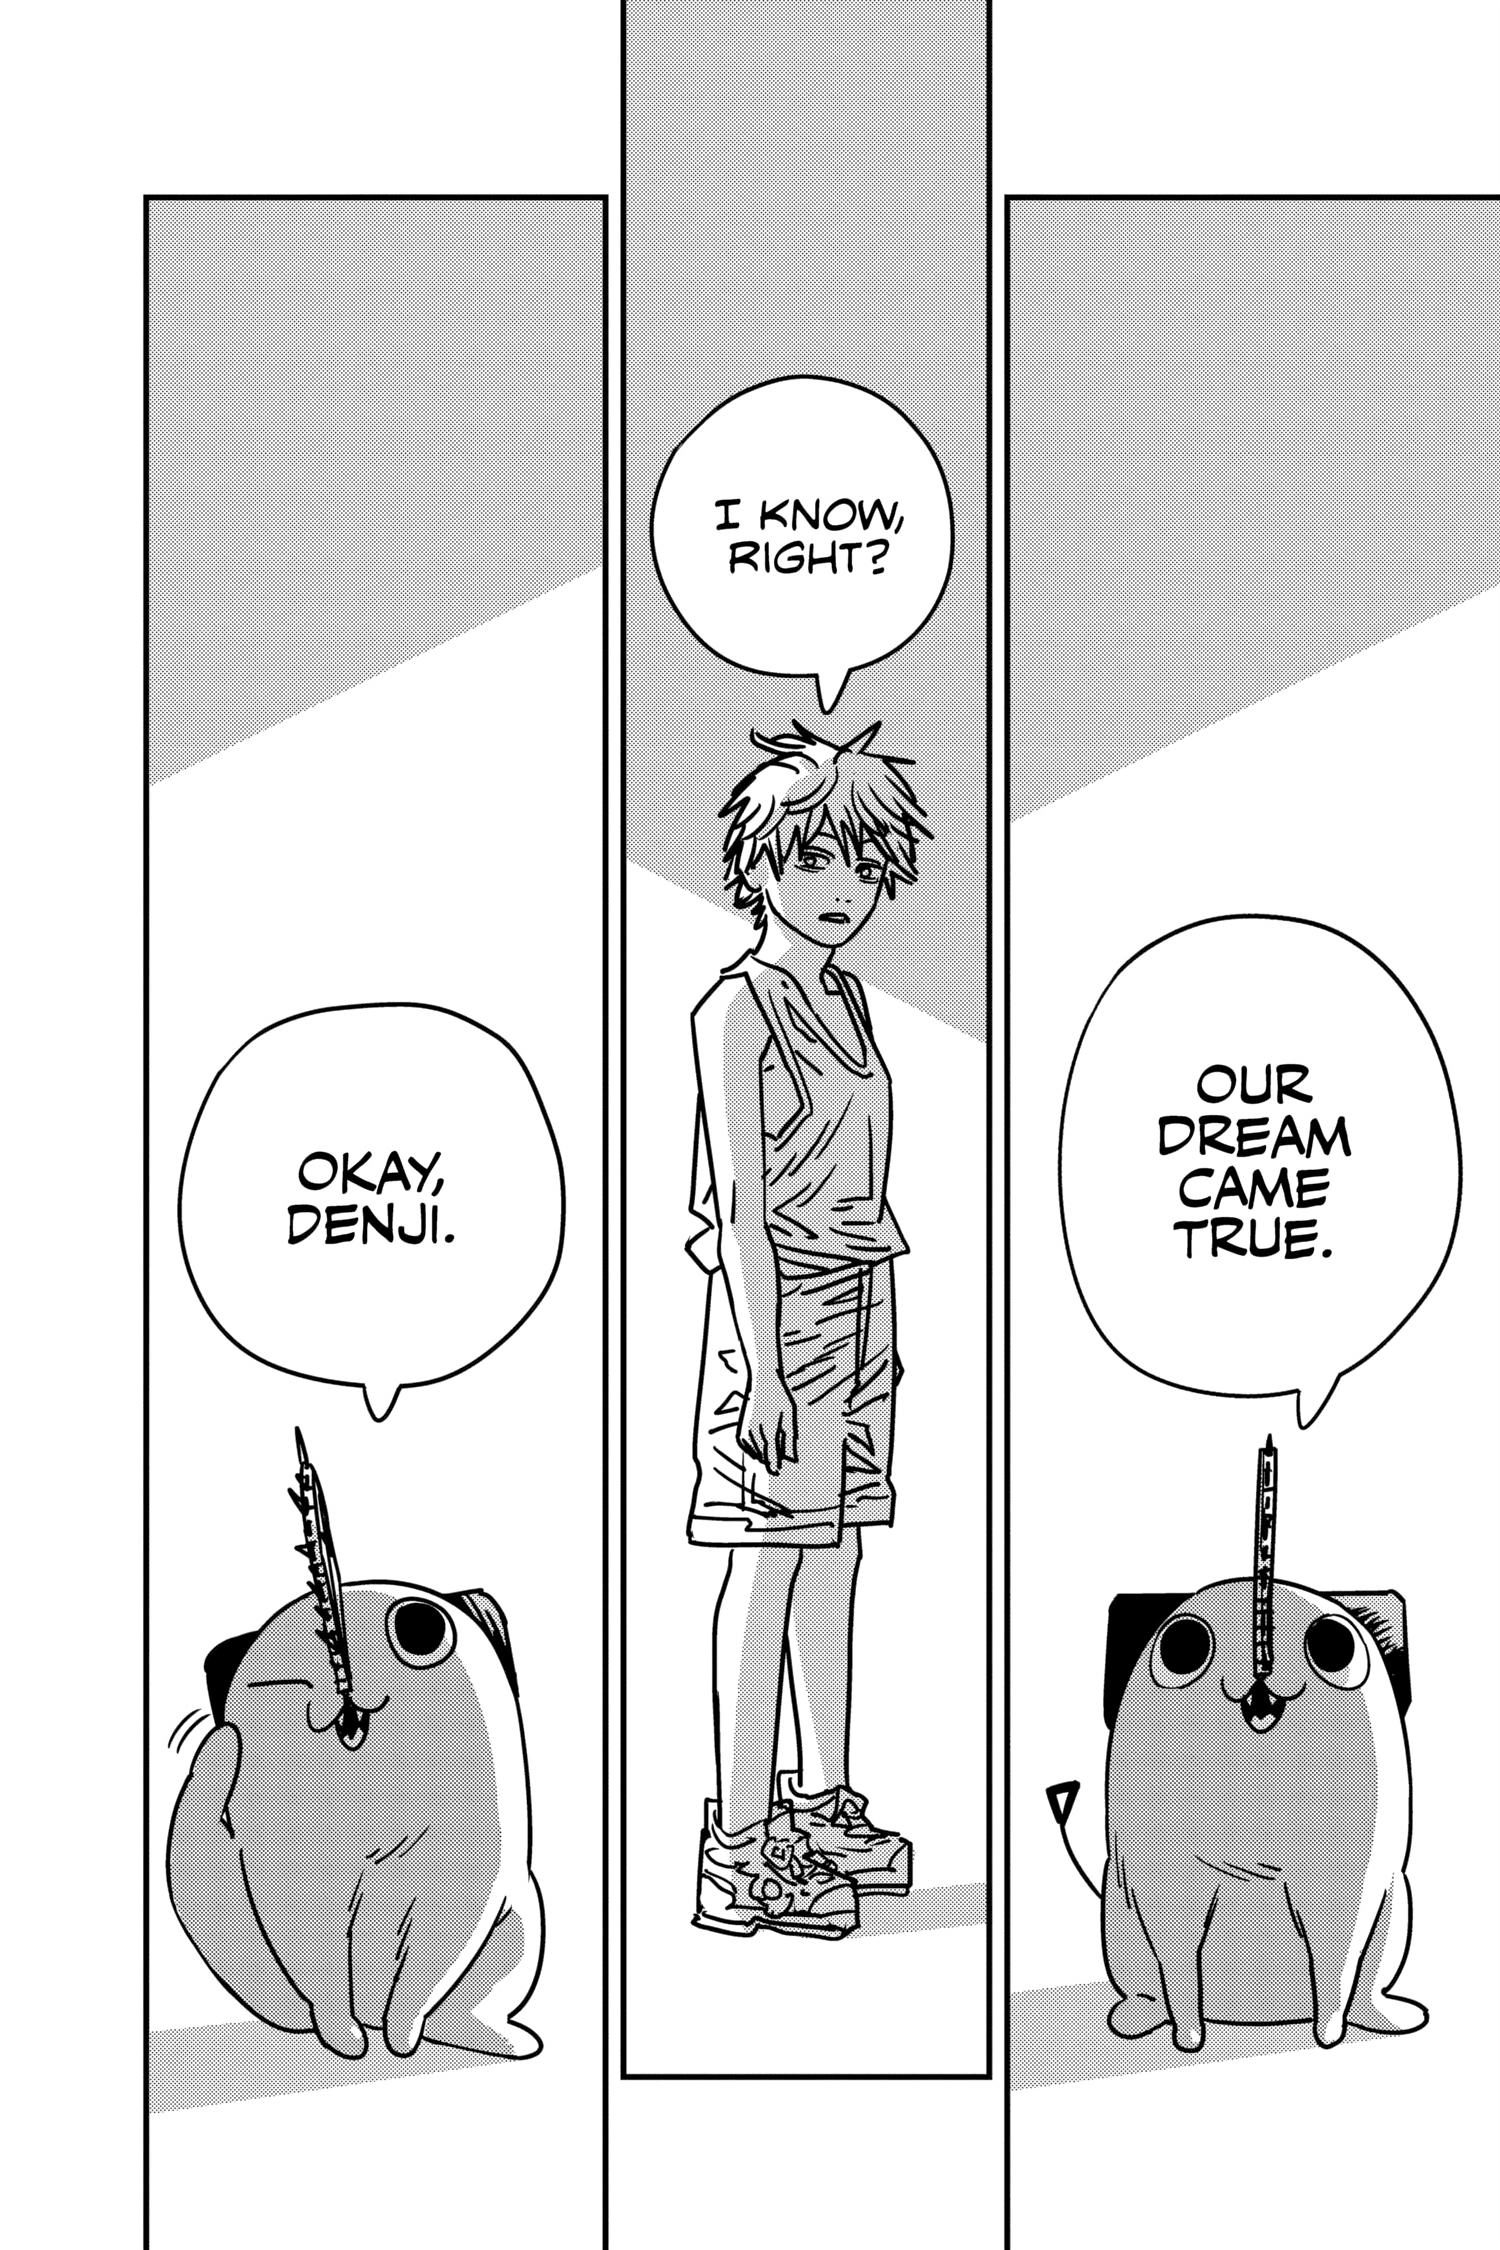 OUR
DREAM
CAME
TRUE.
I KNOW,
RIGHT?
OKAY,
DENJI.